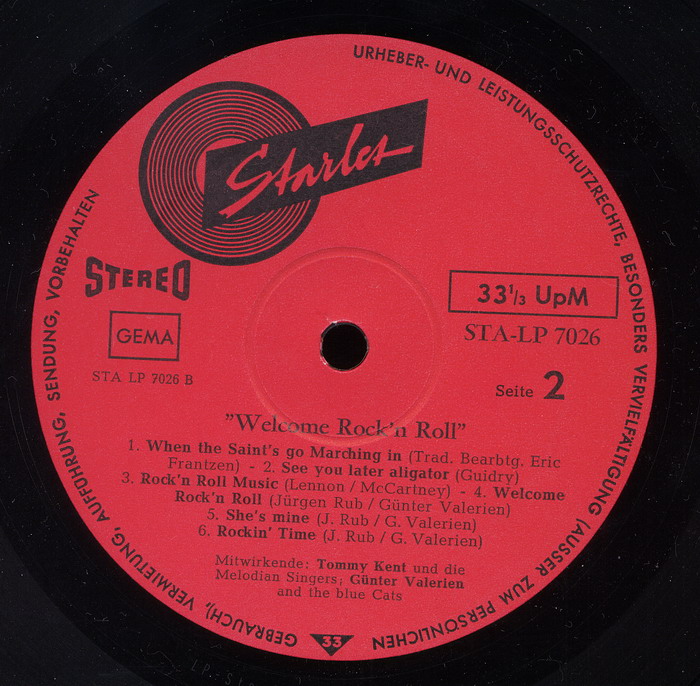 URHEBER- UND LEISTUNGSSCHUTZRECHTE, BESONDERS VERVIELFÄLTIGUNG (AUSSER ZUM PERSÖNLICHEN
GEBRAUCH), VERMIETUNG, AUFFÜHRUNG, SENDUNG, VORBEHALTEN
Starlet
STEREO
GEMA
STA LP 7026 B
33 1/3 UpM
STA-LP 7026
Seite 2
"Welcome Rock'n Roll"
1. When the Saint's go Marching in (Trad. Bearbtg. Eric
Frantzen) - 2. See you later aligator (Guidry)
3. Rock'n Roll Music (Lennon / McCartney) - 4. Welcome
Rock'n Roll (Jürgen Rub / Günter Valerien)
5. She's mine (J. Rub / G. Valerien)
6. Rockin' Time (J. Rub / G. Valerien)
Mitwirkende: Tommy Kent und die
Melodian Singers; Günter Valerien
and the blue Cats
33